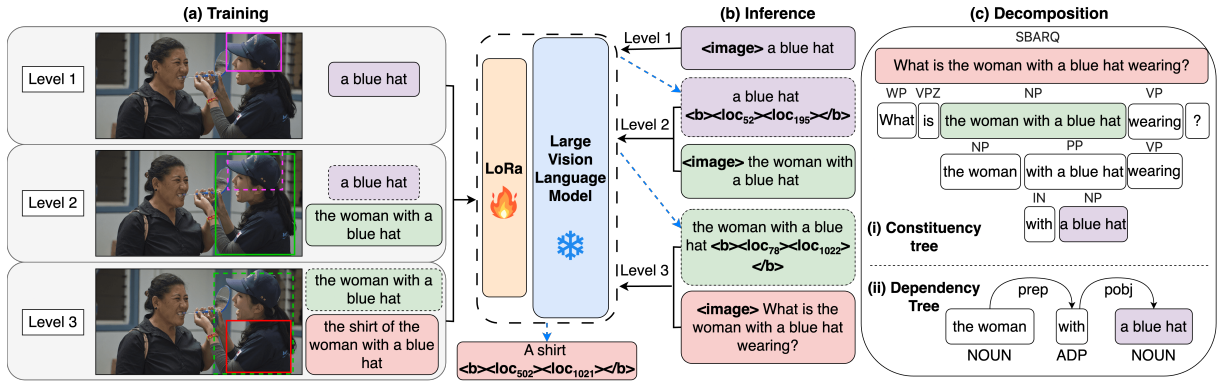 (a) Training
Level 1
a blue hat
Level 2
a blue hat
the woman with a
blue hat
Level 3
the woman with a
blue hat
the shirt of the
woman with a blue
hat
LoRa
Large
Vision
Language
Model
A shirt
<b><loc502><loc1021></b>
(b) Inference
Level 1
<image> a blue hat
a blue hat
<b><loc52><loc195></b>
Level 2
<image> the woman with
a blue hat
the woman with a blue
hat <b><loc78><loc1022>
</b>
Level 3
<image> What is the
woman with a blue hat
wearing?
(c) Decomposition
SBARQ
What is the woman with a blue hat wearing?
WP VPZ NP VP
What is the woman with a blue hat wearing ?
NP PP VP
the woman with a blue hat wearing
IN NP
with a blue hat
(i) Constituency
tree
(ii) Dependency
Tree
prep pobj
the woman with a blue hat
NOUN ADP NOUN